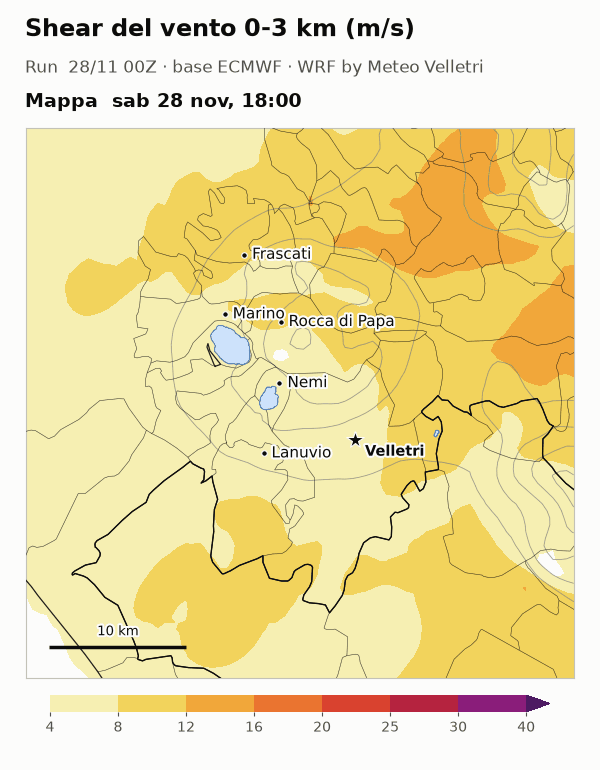 Shear del vento 0-3 km (m/s)
Run  28/11 00Z · base ECMWF · WRF by Meteo Velletri
Mappa  sab 28 nov, 18:00
Frascati
Marino
Rocca di Papa
Nemi
Velletri
Lanuvio
10 km
4 8 12 16 20 25 30 40